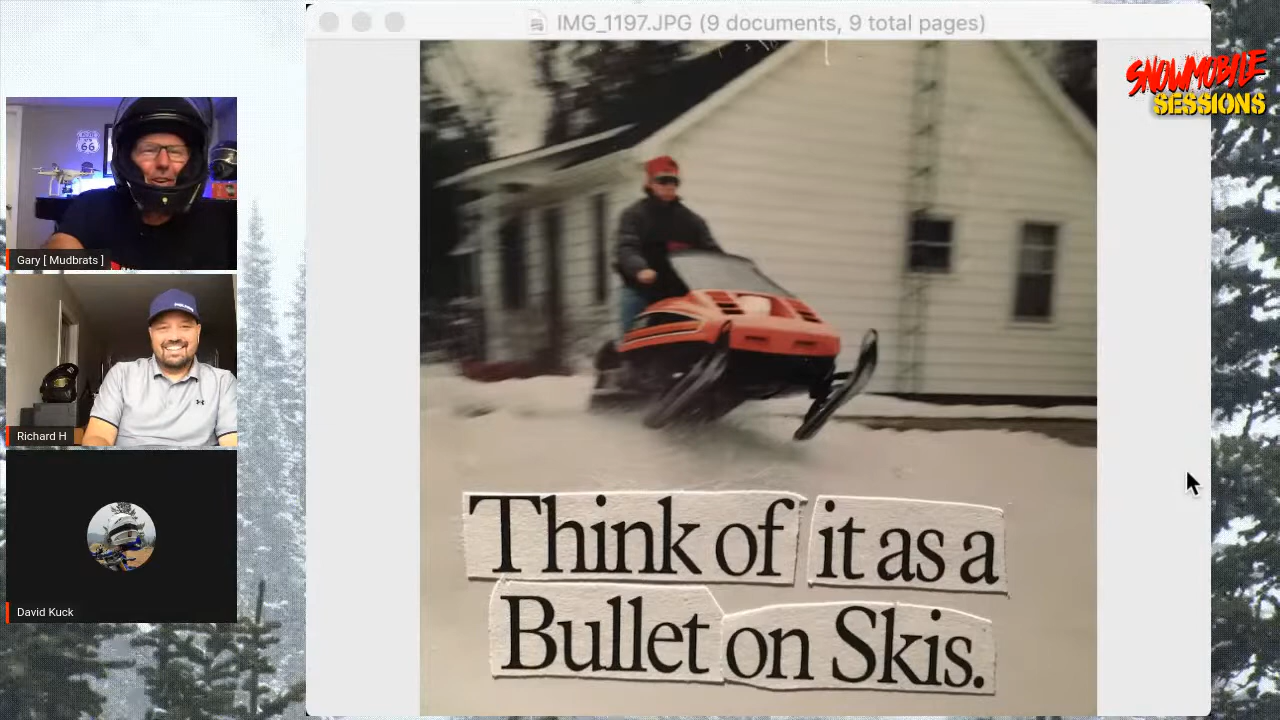 IMG_1197.JPG (9 documents, 9 total pages)
SNOWMOBILE
SESSIONS
66
Gary [ Mudbrats ]
Richard H
David Kuck
Think of it as a
Bullet on Skis.